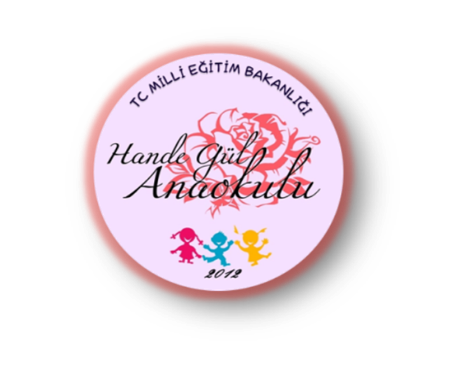 TC MİLLİ EĞİTİM BAKANLIĞI
Hande Gül
Anaokulu
2012